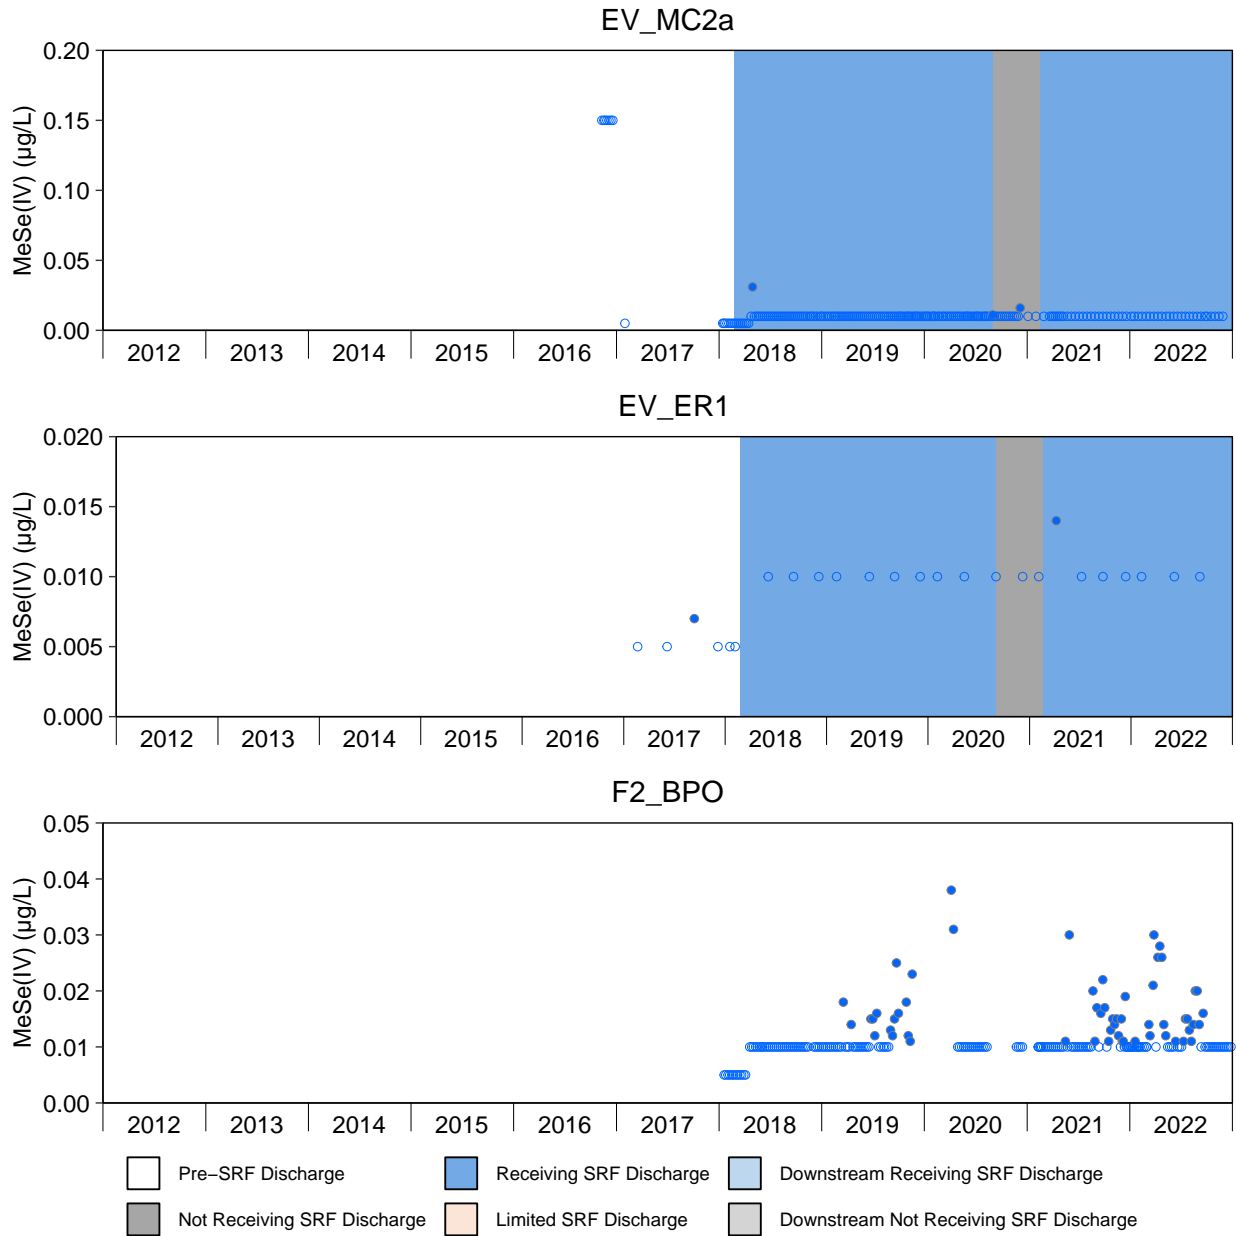 EV_MC2a
MeSe(IV) (µg/L)
0.20
0.15
0.10
0.05
0.00
2012 2013 2014 2015 2016 2017 2018 2019 2020 2021 2022
EV_ER1
MeSe(IV) (µg/L)
0.020
0.015
0.010
0.005
0.000
2012 2013 2014 2015 2016 2017 2018 2019 2020 2021 2022
F2_BPO
MeSe(IV) (µg/L)
0.05
0.04
0.03
0.02
0.01
0.00
2012 2013 2014 2015 2016 2017 2018 2019 2020 2021 2022
Pre−SRF Discharge Receiving SRF Discharge Downstream Receiving SRF Discharge
Not Receiving SRF Discharge Limited SRF Discharge Downstream Not Receiving SRF Discharge